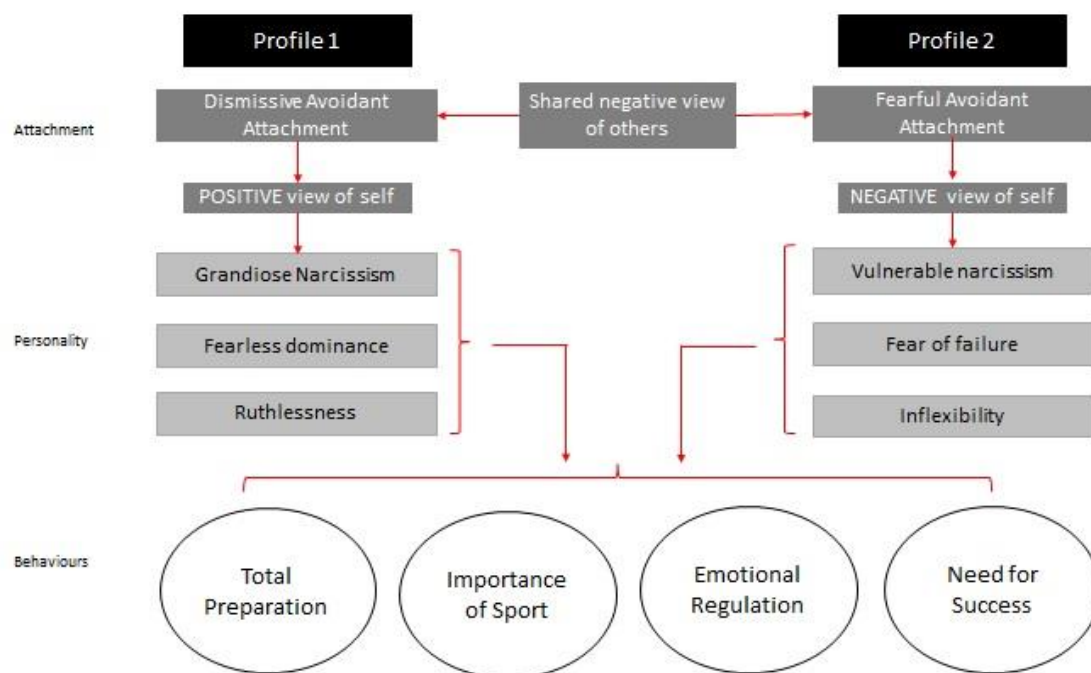 Profile 1
Profile 2
Attachment
Dismissive Avoidant
Attachment
Shared negative view
of others
Fearful Avoidant
Attachment
POSITIVE view of self
NEGATIVE view of self
Personality
Grandiose Narcissism
Vulnerable narcissism
Fearless dominance
Fear of failure
Ruthlessness
Inflexibility
Behaviours
Total
Preparation
Importance
of Sport
Emotional
Regulation
Need for
Success